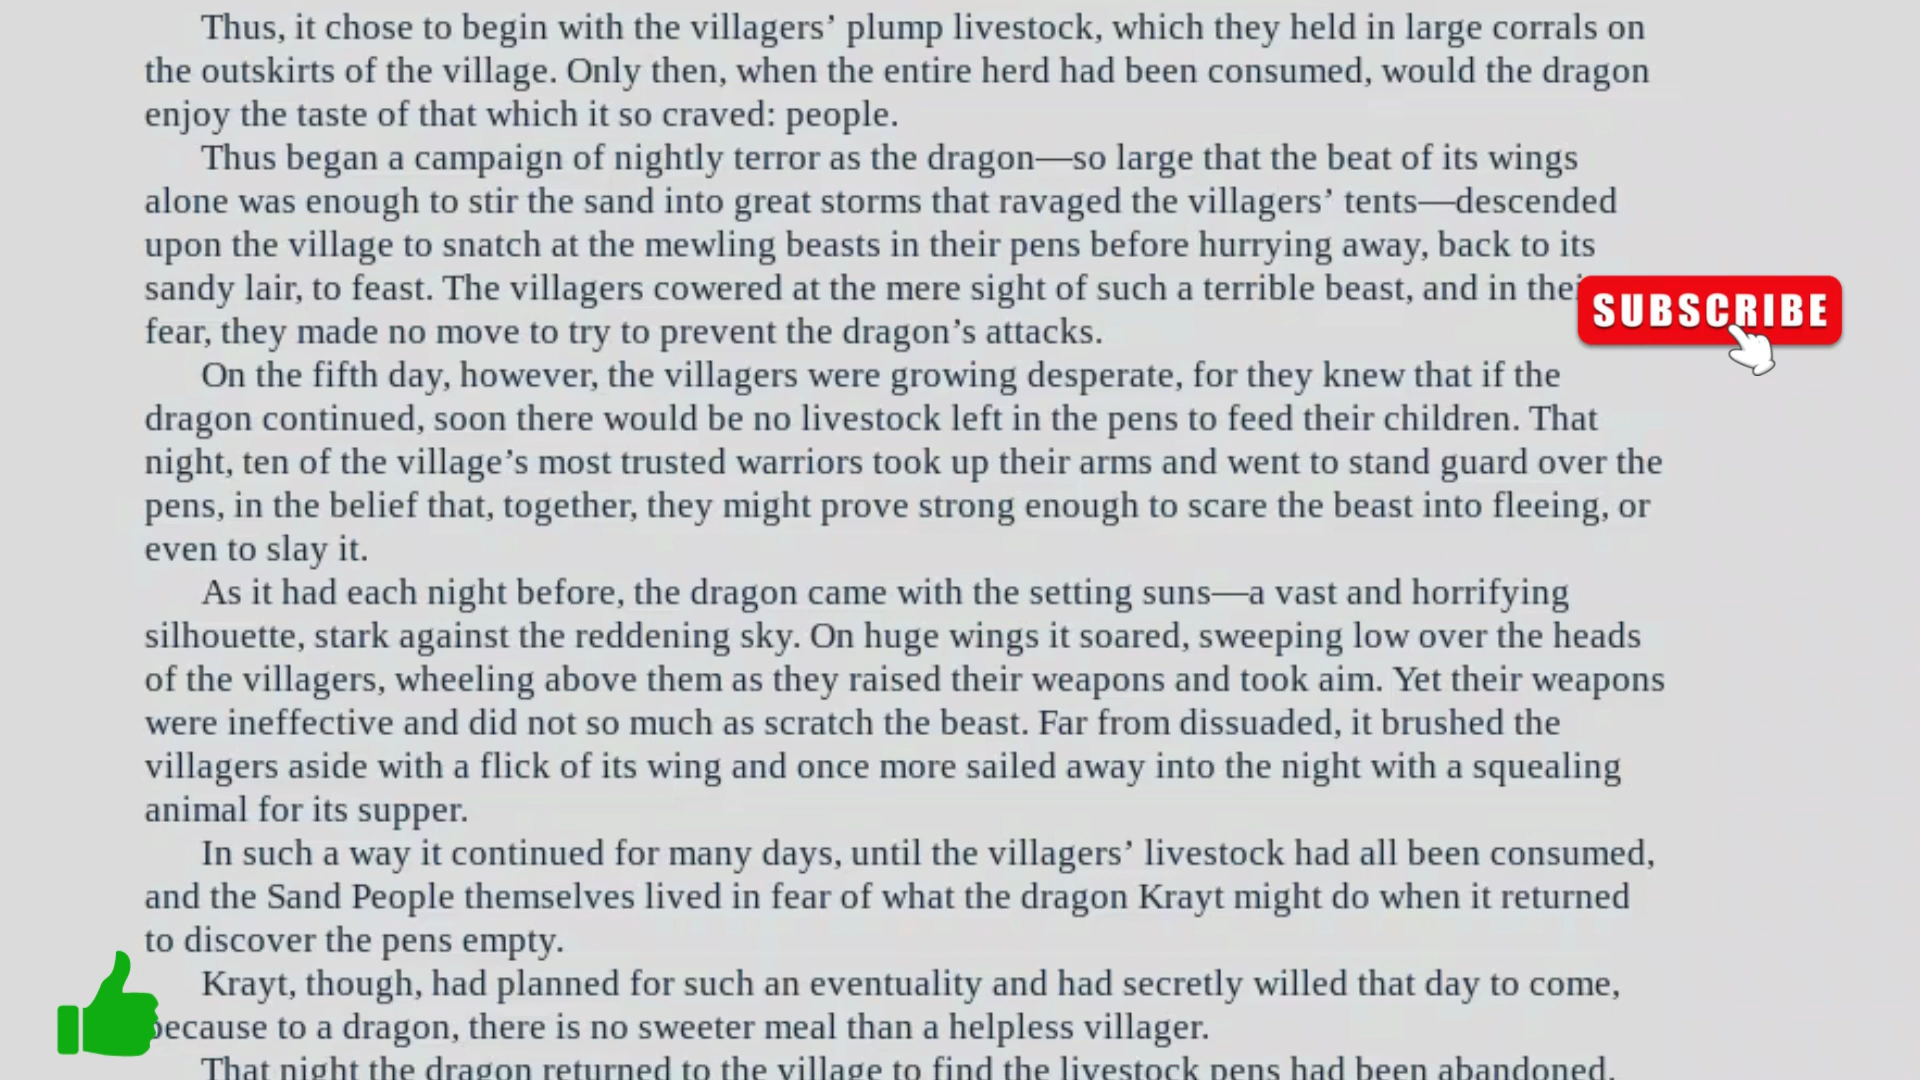 Thus, it chose to begin with the villagers’ plump livestock, which they held in large corrals on
the outskirts of the village. Only then, when the entire herd had been consumed, would the dragon
enjoy the taste of that which it so craved: people.
Thus began a campaign of nightly terror as the dragon—so large that the beat of its wings
alone was enough to stir the sand into great storms that ravaged the villagers’ tents—descended
upon the village to snatch at the mewling beasts in their pens before hurrying away, back to its
sandy lair, to feast. The villagers cowered at the mere sight of such a terrible beast, and in thei
SUBSCRIBE
fear, they made no move to try to prevent the dragon’s attacks.
On the fifth day, however, the villagers were growing desperate, for they knew that if the
dragon continued, soon there would be no livestock left in the pens to feed their children. That
night, ten of the village’s most trusted warriors took up their arms and went to stand guard over the
pens, in the belief that, together, they might prove strong enough to scare the beast into fleeing, or
even to slay it.
As it had each night before, the dragon came with the setting suns—a vast and horrifying
silhouette, stark against the reddening sky. On huge wings it soared, sweeping low over the heads
of the villagers, wheeling above them as they raised their weapons and took aim. Yet their weapons
were ineffective and did not so much as scratch the beast. Far from dissuaded, it brushed the
villagers aside with a flick of its wing and once more sailed away into the night with a squealing
animal for its supper.
In such a way it continued for many days, until the villagers’ livestock had all been consumed,
and the Sand People themselves lived in fear of what the dragon Krayt might do when it returned
to discover the pens empty.
Krayt, though, had planned for such an eventuality and had secretly willed that day to come,
because to a dragon, there is no sweeter meal than a helpless villager.
That night the dragon returned to the village to find the livestock pens had been abandoned.